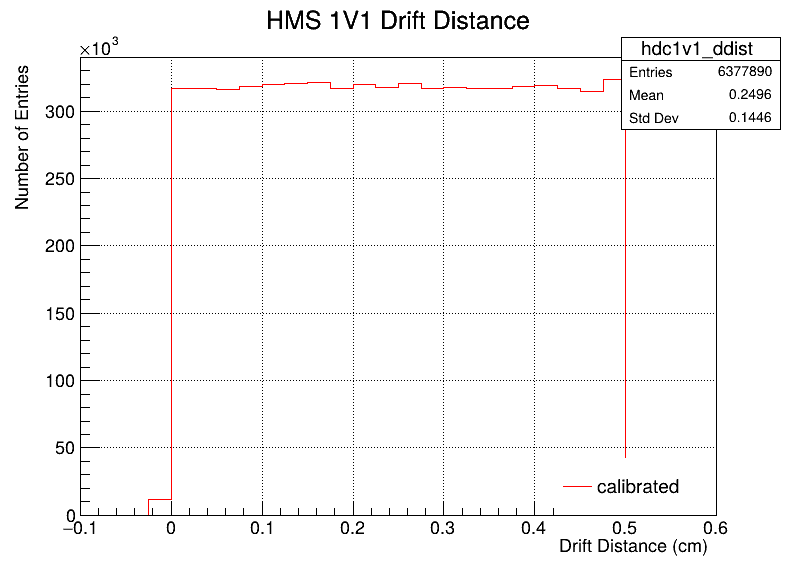 HMS 1V1 Drift Distance
×10³
hdc1v1_ddist
Entries 6377890
Mean 0.2496
Std Dev 0.1446
Number of Entries
300
250
200
150
100
50
0
calibrated
−0.1 0 0.1 0.2 0.3 0.4 0.5 0.6
Drift Distance (cm)